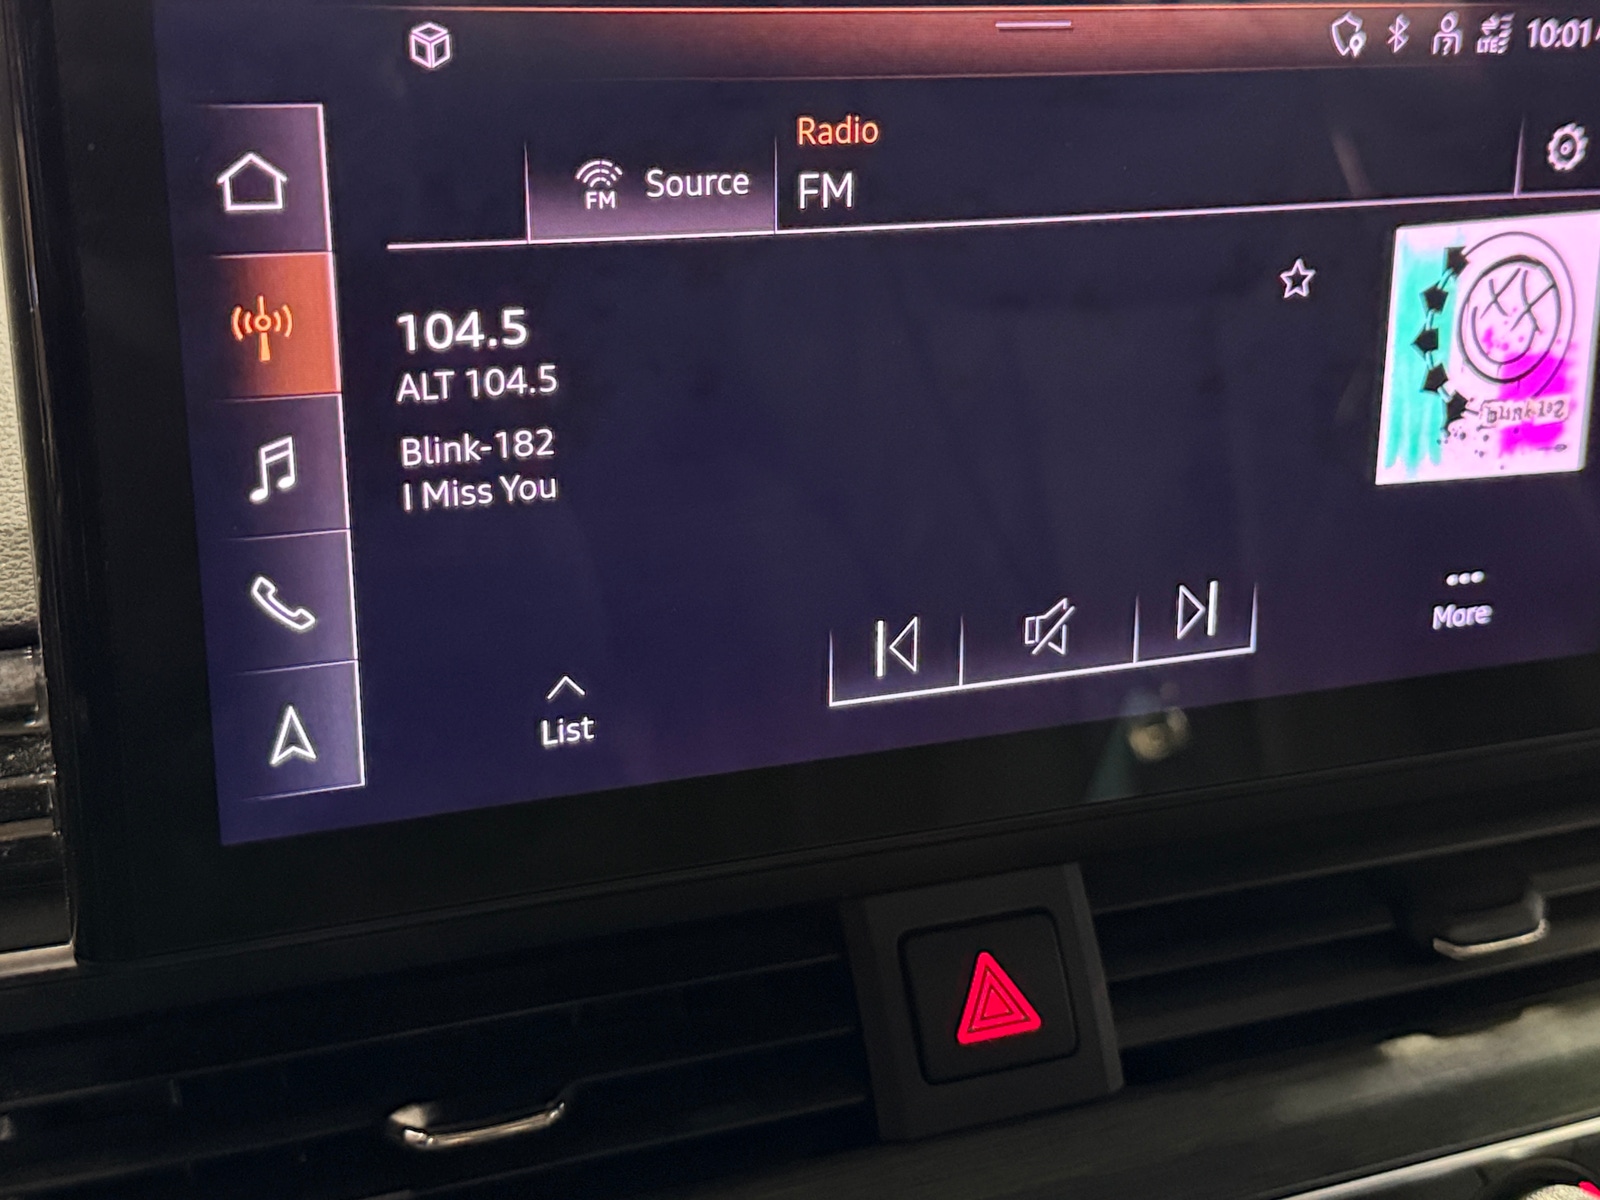 LTE 10:01
Radio
FM
FM Source
104.5
ALT 104.5
Blink-182
I Miss You
blink-182
More
List